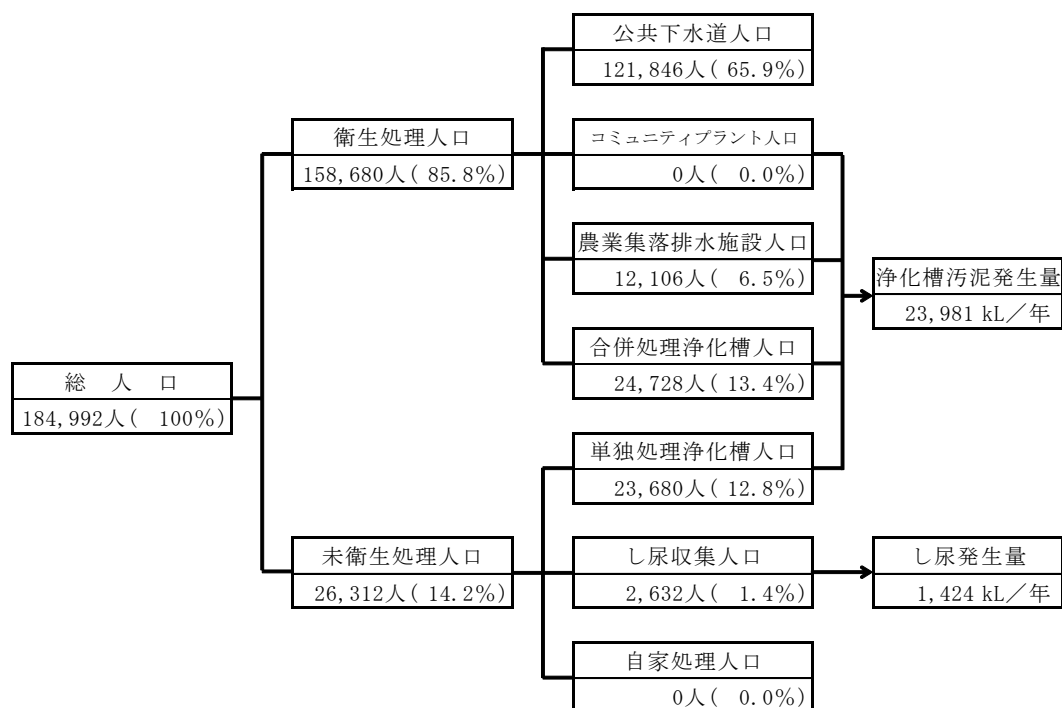 公共下水道人口
121,846人( 65.9%)
衛生処理人口
158,680人( 85.8%)
コミュニティプラント人口
0人(  0.0%)
農業集落排水施設人口
12,106人(  6.5%)
浄化槽汚泥発生量
23,981 kL／年
合併処理浄化槽人口
24,728人( 13.4%)
総　人　口
184,992人(  100%)
単独処理浄化槽人口
23,680人( 12.8%)
未衛生処理人口
26,312人( 14.2%)
し尿収集人口
2,632人(  1.4%)
し尿発生量
1,424 kL／年
自家処理人口
0人(  0.0%)